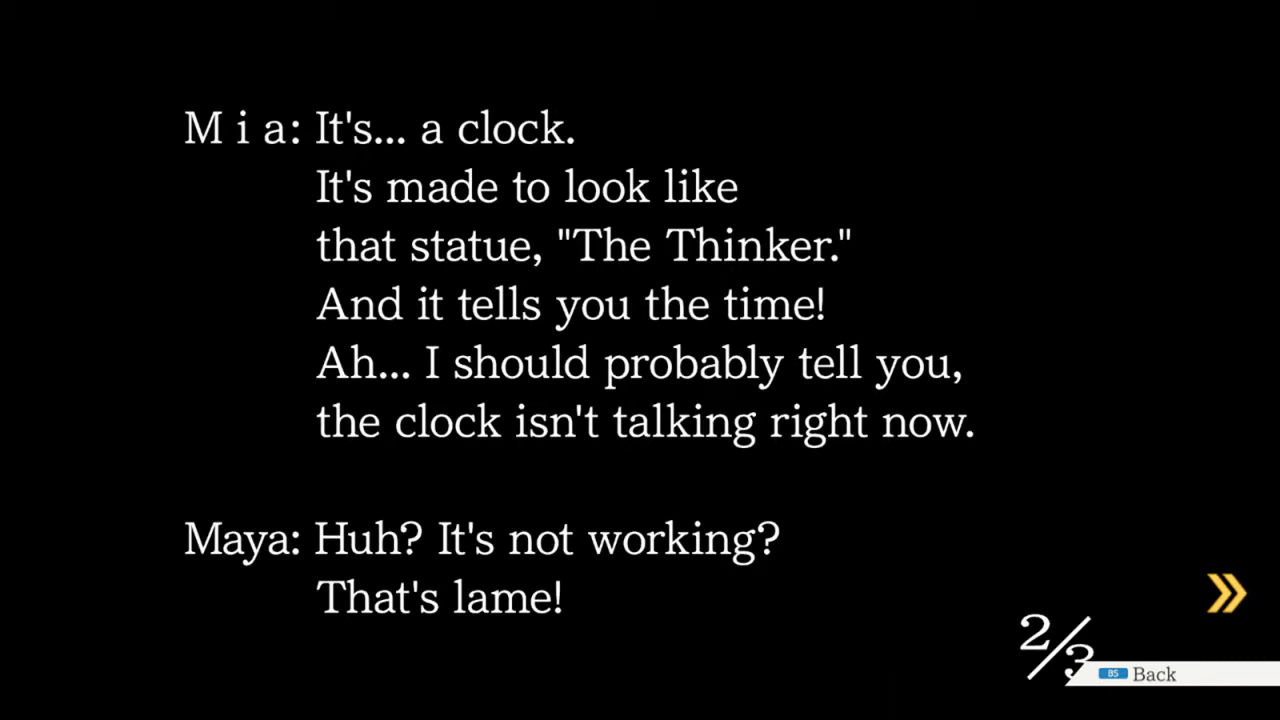 M i a: It's... a clock.
It's made to look like
that statue, "The Thinker."
And it tells you the time!
Ah... I should probably tell you,
the clock isn't talking right now.
Maya: Huh? It's not working?
That's lame!
2/3
BS Back